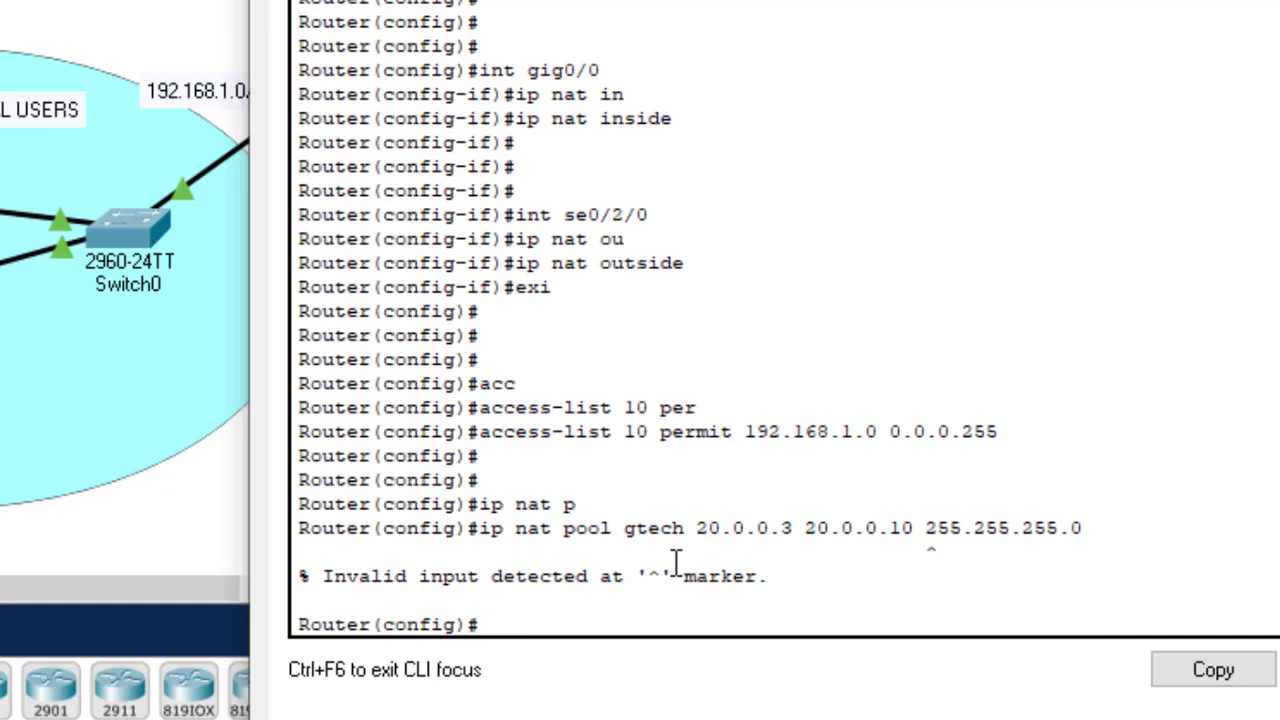 Router(config)#
Router(config)#
Router(config)#int gig0/0
Router(config-if)#ip nat in
Router(config-if)#ip nat inside
Router(config-if)#
Router(config-if)#
Router(config-if)#
Router(config-if)#int se0/2/0
Router(config-if)#ip nat ou
Router(config-if)#ip nat outside
Router(config-if)#exi
Router(config)#
Router(config)#
Router(config)#
Router(config)#acc
Router(config)#access-list 10 per
Router(config)#access-list 10 permit 192.168.1.0 0.0.0.255
Router(config)#
Router(config)#
Router(config)#ip nat p
Router(config)#ip nat pool gtech 20.0.0.3 20.0.0.10 255.255.255.0
^
% Invalid input detected at '^' marker.
Router(config)#
Ctrl+F6 to exit CLI focus
Copy
192.168.1.0/
L USERS
2960-24TT
Switch0
2901
2911
819IOX
819